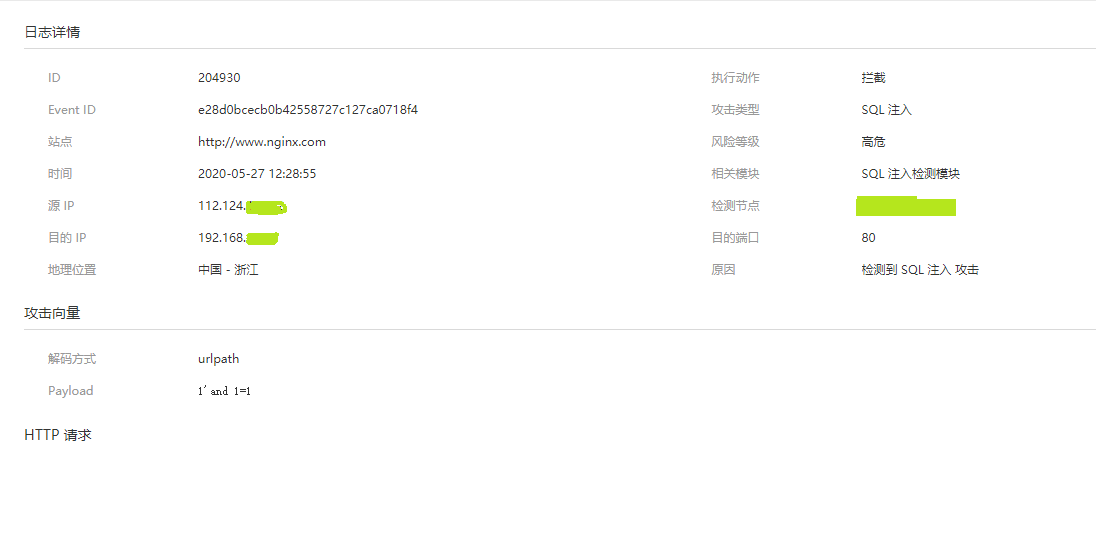 日志详情
ID 204930 执行动作 拦截
Event ID e28d0bcecb0b42558727c127ca0718f4 攻击类型 SQL 注入
站点 http://www.nginx.com 风险等级 高危
时间 2020-05-27 12:28:55 相关模块 SQL 注入检测模块
源 IP 112.124. 检测节点
目的 IP 192.168. 目的端口 80
地理位置 中国 - 浙江 原因 检测到 SQL 注入 攻击
攻击向量
解码方式 urlpath
Payload 1' and 1=1
HTTP 请求